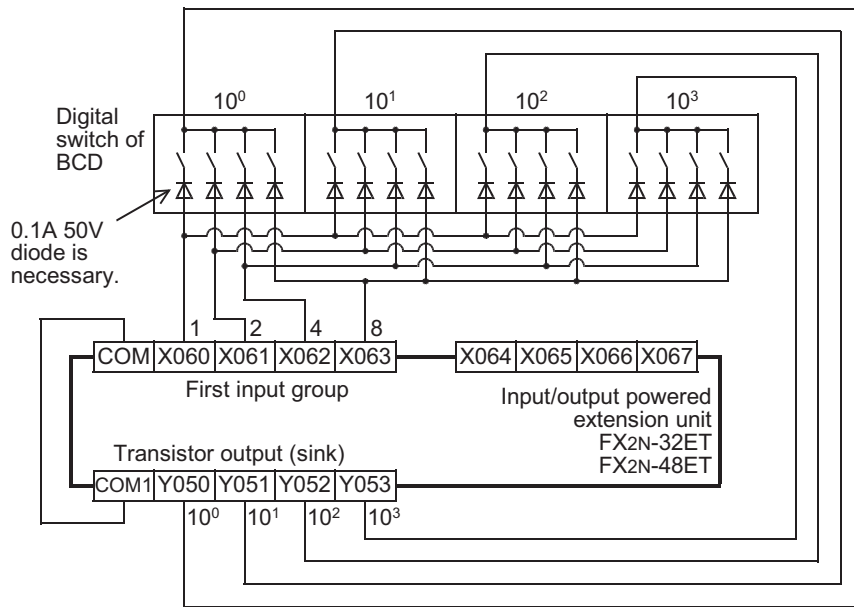 10⁰ 10¹ 10² 10³
Digital
switch of
BCD
0.1A 50V
diode is
necessary.
1 2 4 8
COM X060 X061 X062 X063 X064 X065 X066 X067
First input group
Input/output powered
extension unit
FX2N-32ET
FX2N-48ET
Transistor output (sink)
COM1 Y050 Y051 Y052 Y053
10⁰ 10¹ 10² 10³